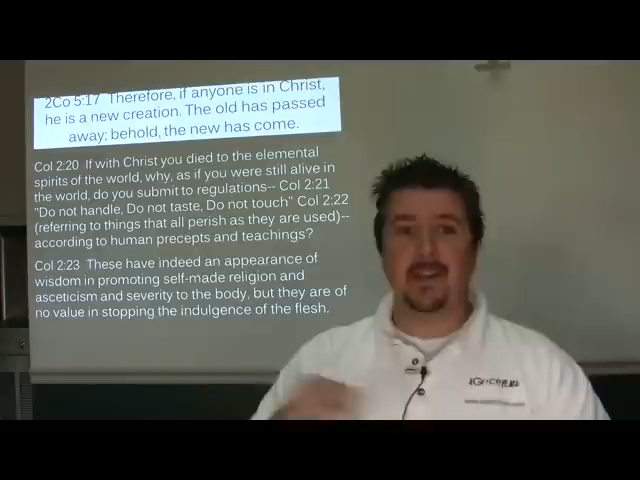 2Co 5:17 Therefore, if anyone is in Christ,
he is a new creation. The old has passed
away; behold, the new has come.
Col 2:20 If with Christ you died to the elemental
spirits of the world, why, as if you were still alive in
the world, do you submit to regulations-- Col 2:21
"Do not handle, Do not taste, Do not touch" Col 2:22
(referring to things that all perish as they are used)--
according to human precepts and teachings?
Col 2:23 These have indeed an appearance of
wisdom in promoting self-made religion and
asceticism and severity to the body, but they are of
no value in stopping the indulgence of the flesh.